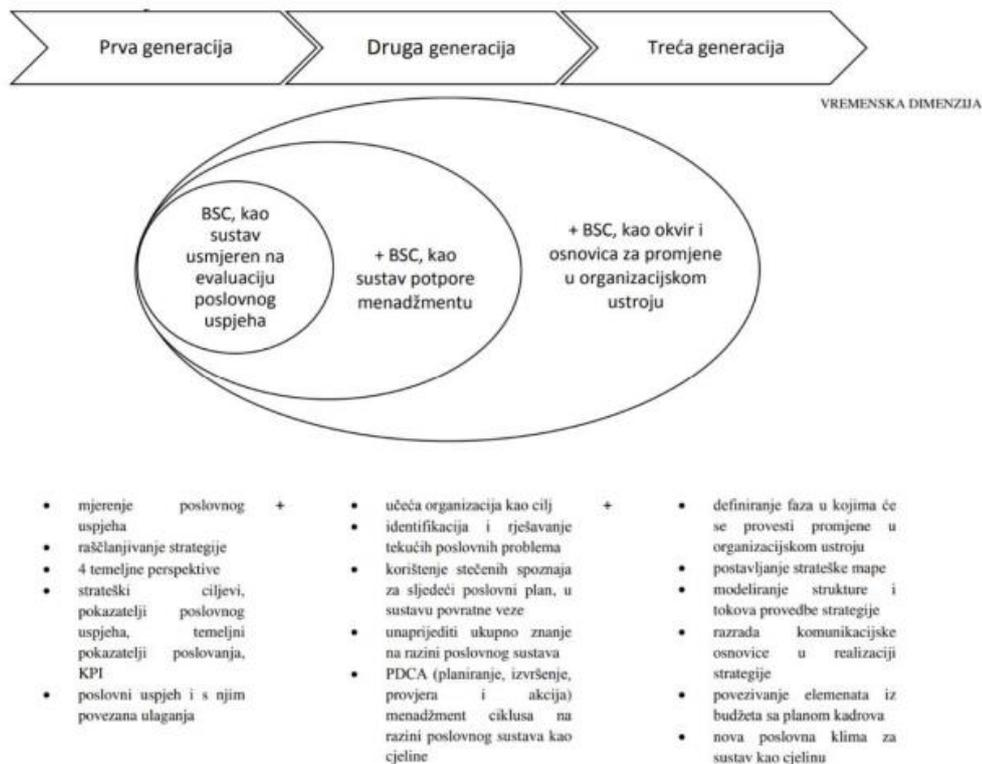 Prva generacija
Druga generacija
Treća generacija
VREMENSKA DIMENZIJA
BSC, kao
sustav
usmjeren na
evaluaciju
poslovnog
uspjeha
+ BSC, kao
sustav potpore
menadžmentu
+ BSC, kao okvir i
osnovica za promjene
u organizacijskom
ustroju
• mjerenje poslovnog
uspjeha
• raščlanjivanje strategije
• 4 temeljne perspektive
• strateški ciljevi,
pokazatelji poslovnog
uspjeha, temeljni
pokazatelji poslovanja,
KPI
• poslovni uspjeh i s njim
povezana ulaganja
+
• učeća organizacija kao cilj
• identifikacija i rješavanje
tekućih poslovnih problema
• korištenje stečenih spoznaja
za sljedeći poslovni plan, u
sustavu povratne veze
• unaprijediti ukupno znanje
na razini poslovnog sustava
• PDCA (planiranje, izvršenje,
provjera i akcija)
menadžment ciklusa na
razini poslovnog sustava kao
cjeline
+
• definiranje faza u kojima će
se provesti promjene u
organizacijskom ustroju
• postavljanje strateške mape
• modeliranje strukture i
tokova provedbe strategije
• razrada komunikacijske
osnovice u realizaciji
strategije
• povezivanje elemenata iz
budžeta sa planom kadrova
• nova poslovna klima za
sustav kao cjelinu